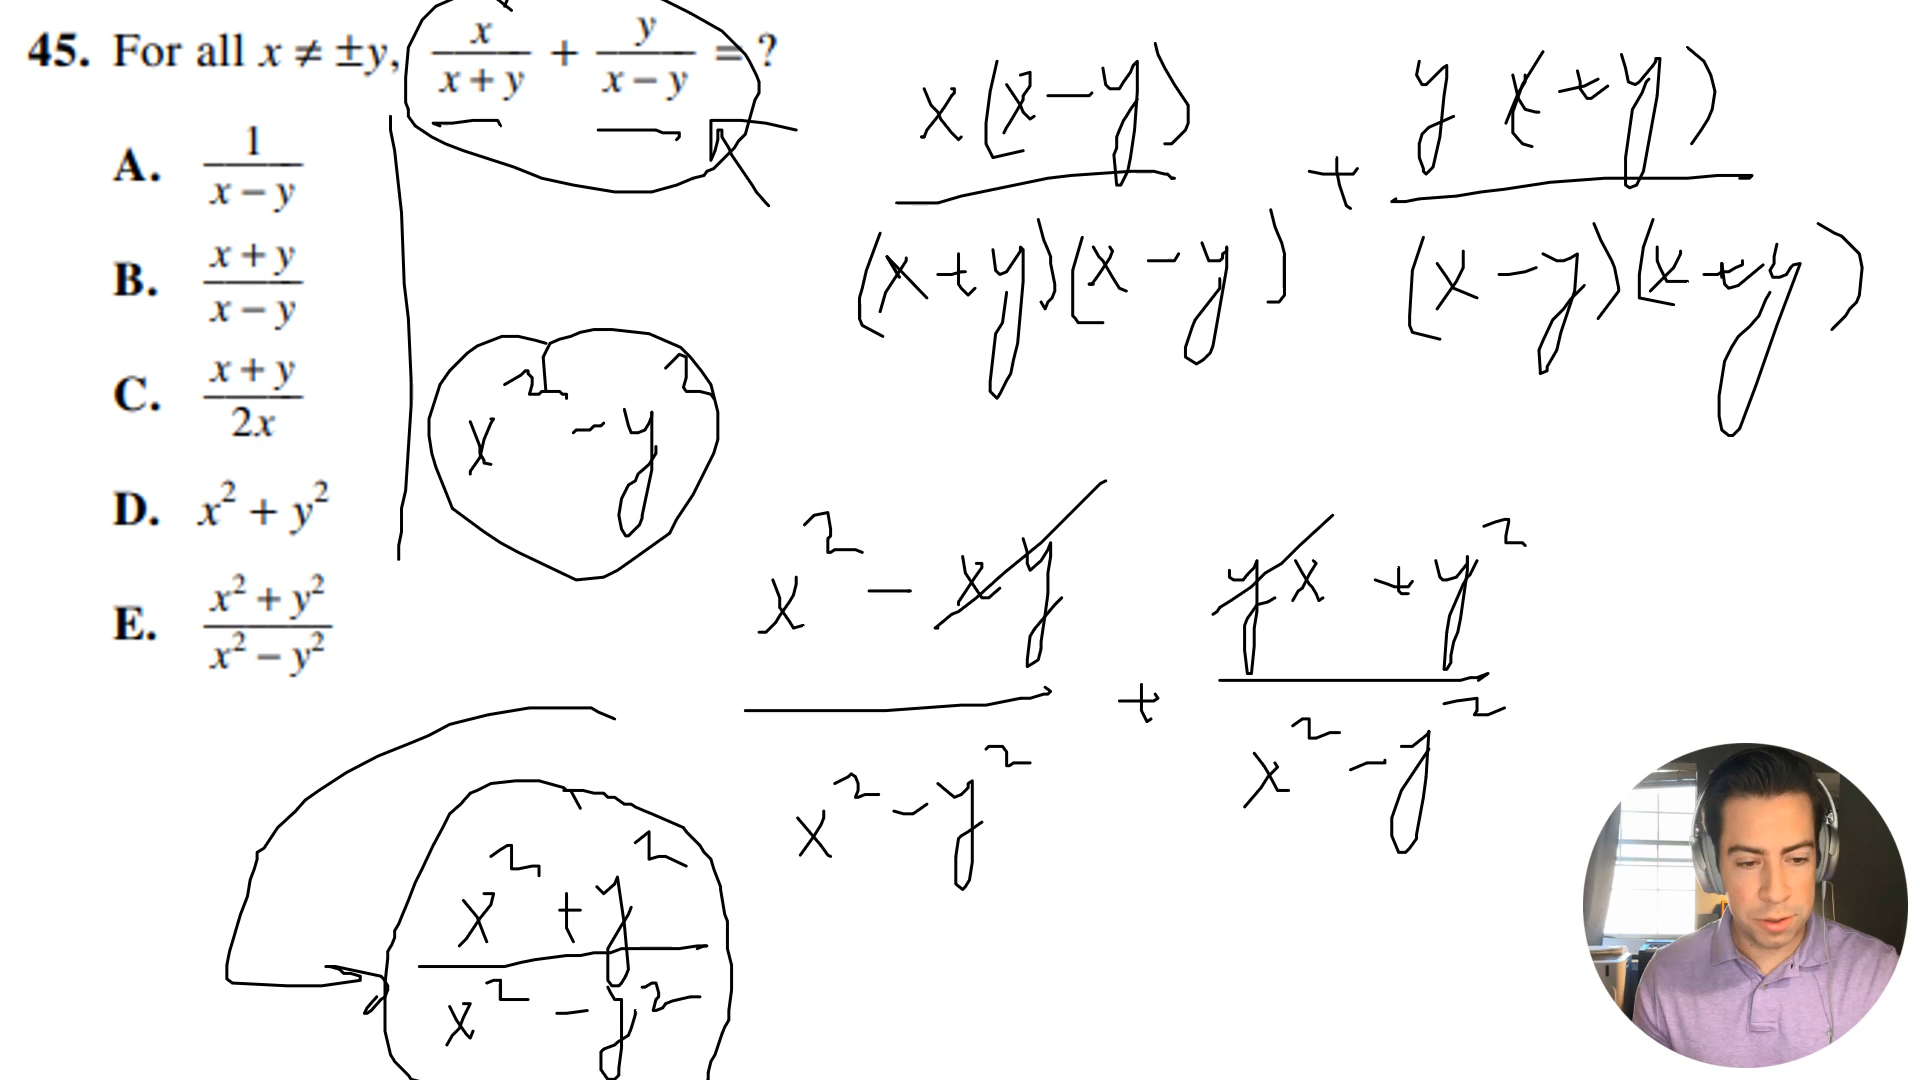 45. For all x ≠ ±y, x/(x + y) + y/(x − y) = ?
A. 1/(x − y)
B. (x + y)/(x − y)
C. (x + y)/2x
D. x² + y²
E. (x² + y²)/(x² − y²)
x(x − y)/(x + y)(x − y) + y(x + y)/(x − y)(x + y)
x² − y²
(x² − xy)/(x² − y²) + (yx + y²)/(x² − y²)
(x² + y²)/(x² − y²)